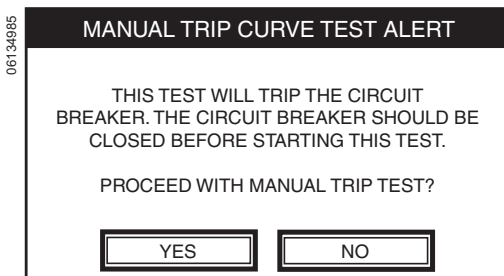 06134985
MANUAL TRIP CURVE TEST ALERT
THIS TEST WILL TRIP THE CIRCUIT
BREAKER. THE CIRCUIT BREAKER SHOULD BE
CLOSED BEFORE STARTING THIS TEST.
PROCEED WITH MANUAL TRIP TEST?
YES
NO